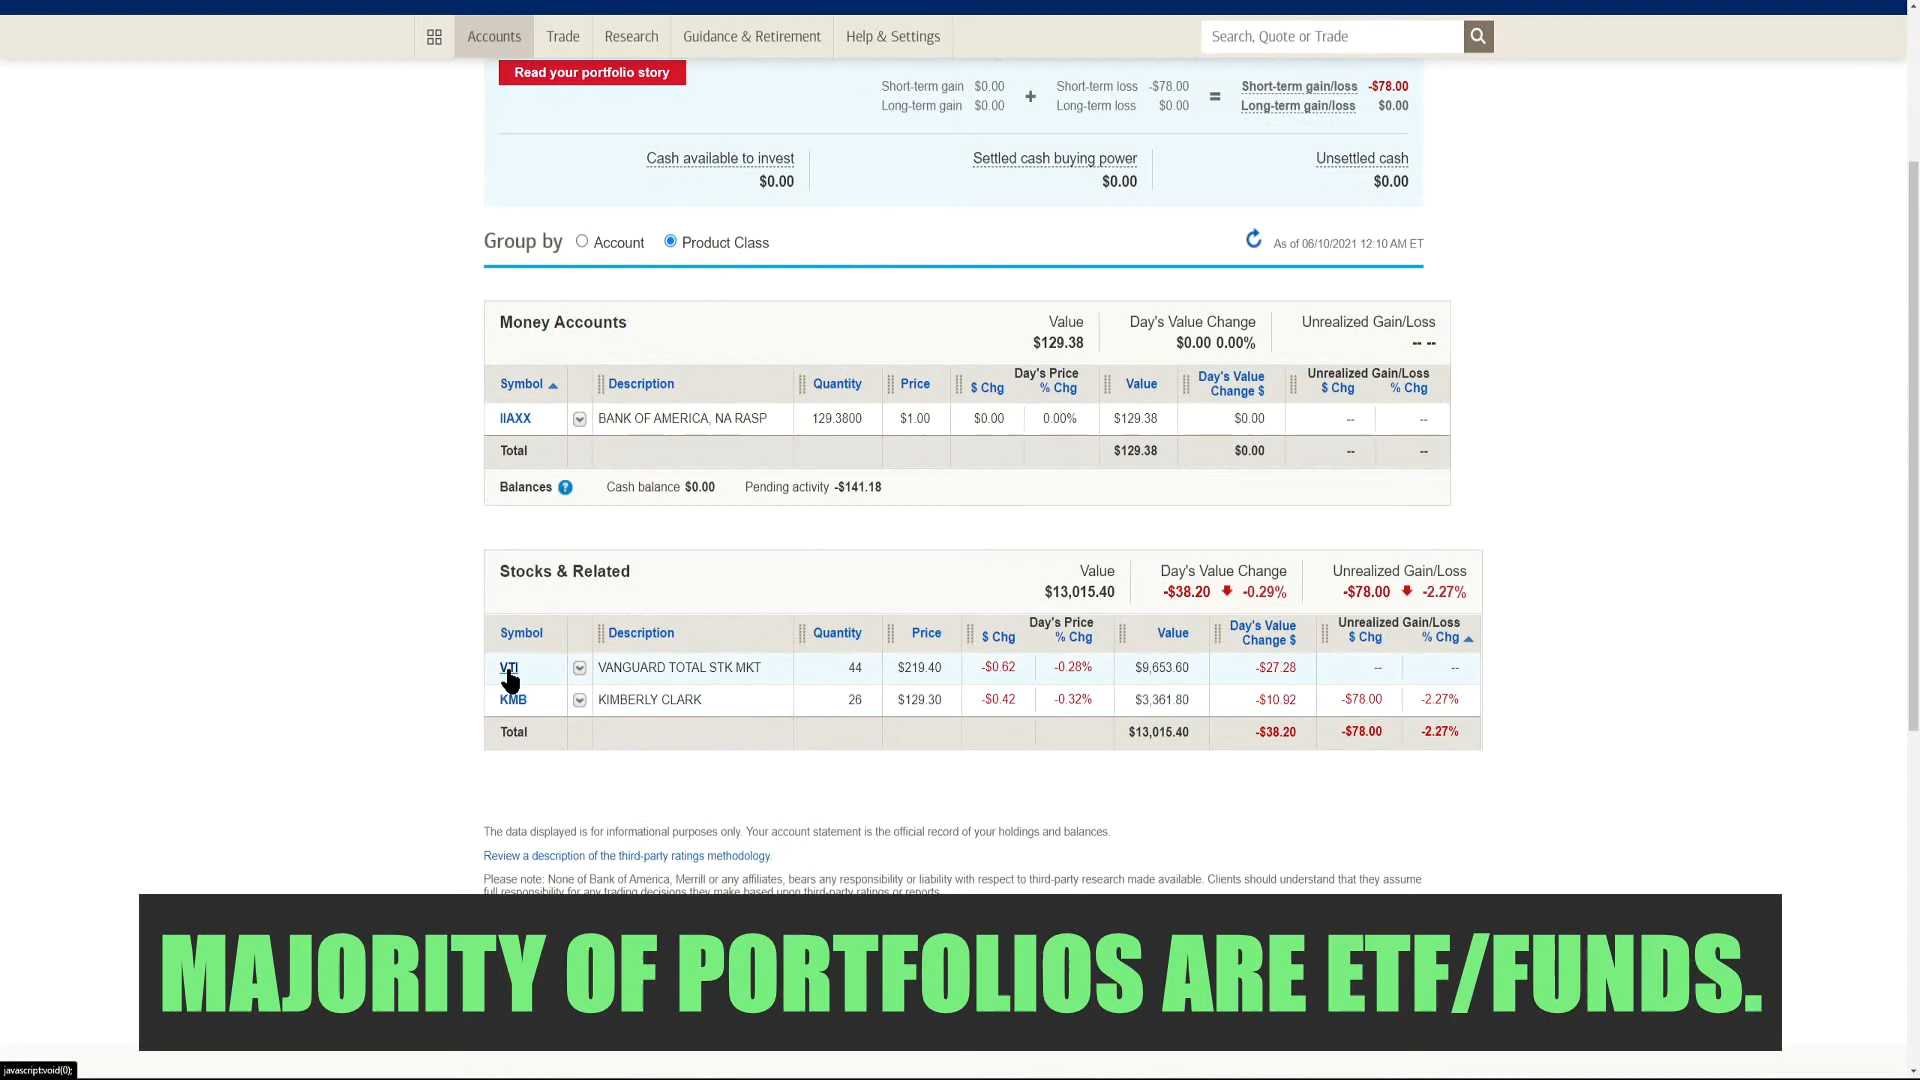 Accounts Trade Research Guidance & Retirement Help & Settings Search, Quote or Trade
Read your portfolio story
Short-term gain $0.00 + Short-term loss -$78.00 = Short-term gain/loss -$78.00
Long-term gain $0.00 Long-term loss $0.00 Long-term gain/loss $0.00
Cash available to invest Settled cash buying power Unsettled cash
$0.00 $0.00 $0.00
Group by Account Product Class As of 06/10/2021 12:10 AM ET
Money Accounts Value Day's Value Change Unrealized Gain/Loss
$129.38 $0.00 0.00% -- --
Symbol Description Quantity Price Day's Price $ Chg % Chg Value Day's Value Change $ Unrealized Gain/Loss $ Chg % Chg
IIAXX BANK OF AMERICA, NA RASP 129.3800 $1.00 $0.00 0.00% $129.38 $0.00 -- --
Total $129.38 $0.00 -- --
Balances ? Cash balance $0.00 Pending activity -$141.18
Stocks & Related Value Day's Value Change Unrealized Gain/Loss
$13,015.40 -$38.20 -0.29% -$78.00 -2.27%
Symbol Description Quantity Price Day's Price $ Chg % Chg Value Day's Value Change $ Unrealized Gain/Loss $ Chg % Chg
VTI VANGUARD TOTAL STK MKT 44 $219.40 -$0.62 -0.28% $9,653.60 -$27.28 -- --
KMB KIMBERLY CLARK 26 $129.30 -$0.42 -0.32% $3,361.80 -$10.92 -$78.00 -2.27%
Total $13,015.40 -$38.20 -$78.00 -2.27%
The data displayed is for informational purposes only. Your account statement is the official record of your holdings and balances.
Review a description of the third-party ratings methodology.
Please note: None of Bank of America, Merrill or any affiliates, bears any responsibility or liability with respect to third-party research made available. Clients should understand that they assume
full responsibility for any trading decisions they make based upon third-party ratings or reports.
MAJORITY OF PORTFOLIOS ARE ETF/FUNDS.
javascript:void(0);